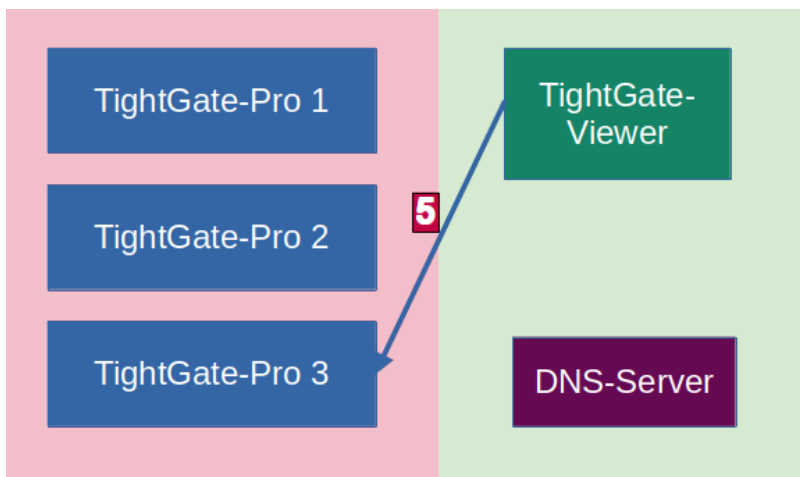 TightGate-Pro 1
TightGate-
Viewer
TightGate-Pro 2
5
TightGate-Pro 3
DNS-Server